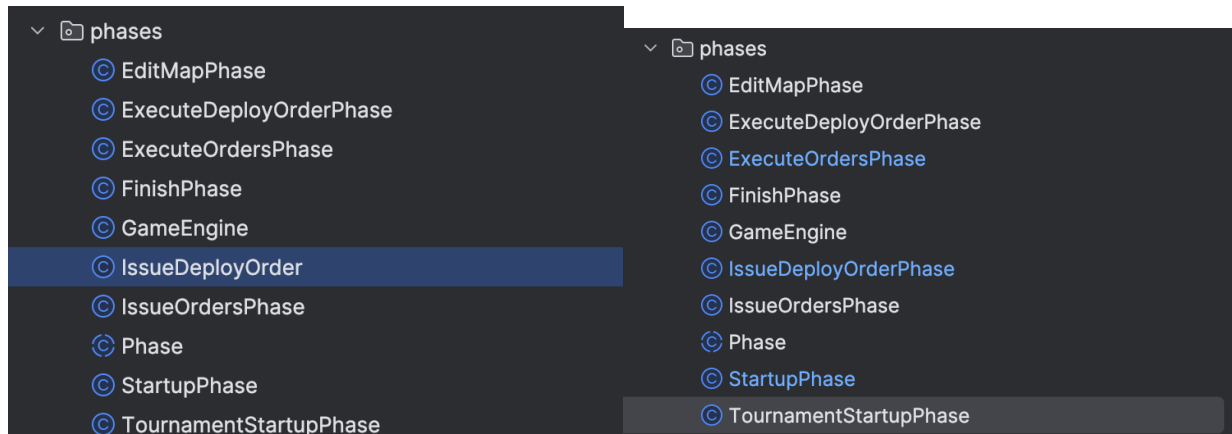 phases
EditMapPhase
ExecuteDeployOrderPhase
ExecuteOrdersPhase
FinishPhase
GameEngine
IssueDeployOrder
IssueOrdersPhase
Phase
StartupPhase
TournamentStartupPhase
phases
EditMapPhase
ExecuteDeployOrderPhase
ExecuteOrdersPhase
FinishPhase
GameEngine
IssueDeployOrderPhase
IssueOrdersPhase
Phase
StartupPhase
TournamentStartupPhase